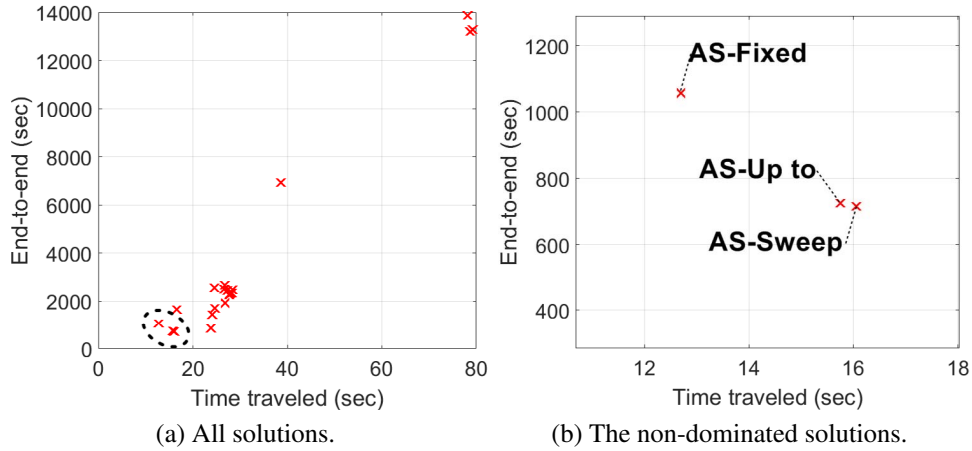 14000
12000
10000
8000
6000
4000
2000
0
0
20
40
60
80
End-to-end (sec)
Time traveled (sec)
(a) All solutions.
1200
1000
800
600
400
12
14
16
18
End-to-end (sec)
Time traveled (sec)
AS-Fixed
AS-Up to
AS-Sweep
(b) The non-dominated solutions.